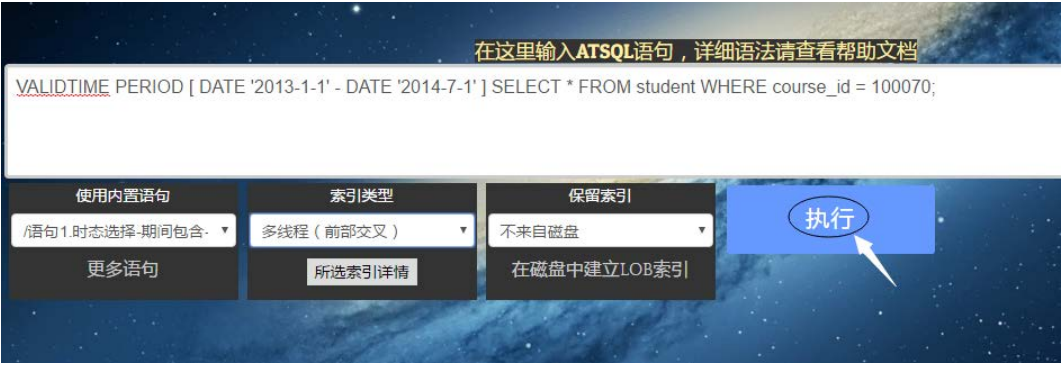 在这里输入ATSQL语句，详细语法请查看帮助文档
VALIDTIME PERIOD [ DATE '2013-1-1' - DATE '2014-7-1' ] SELECT * FROM student WHERE course_id = 100070;
使用内置语句
索引类型
保留索引
执行
/语句1.时态选择-期间包含-
多线程（前部交叉）
不来自磁盘
更多语句
所选索引详情
在磁盘中建立LOB索引